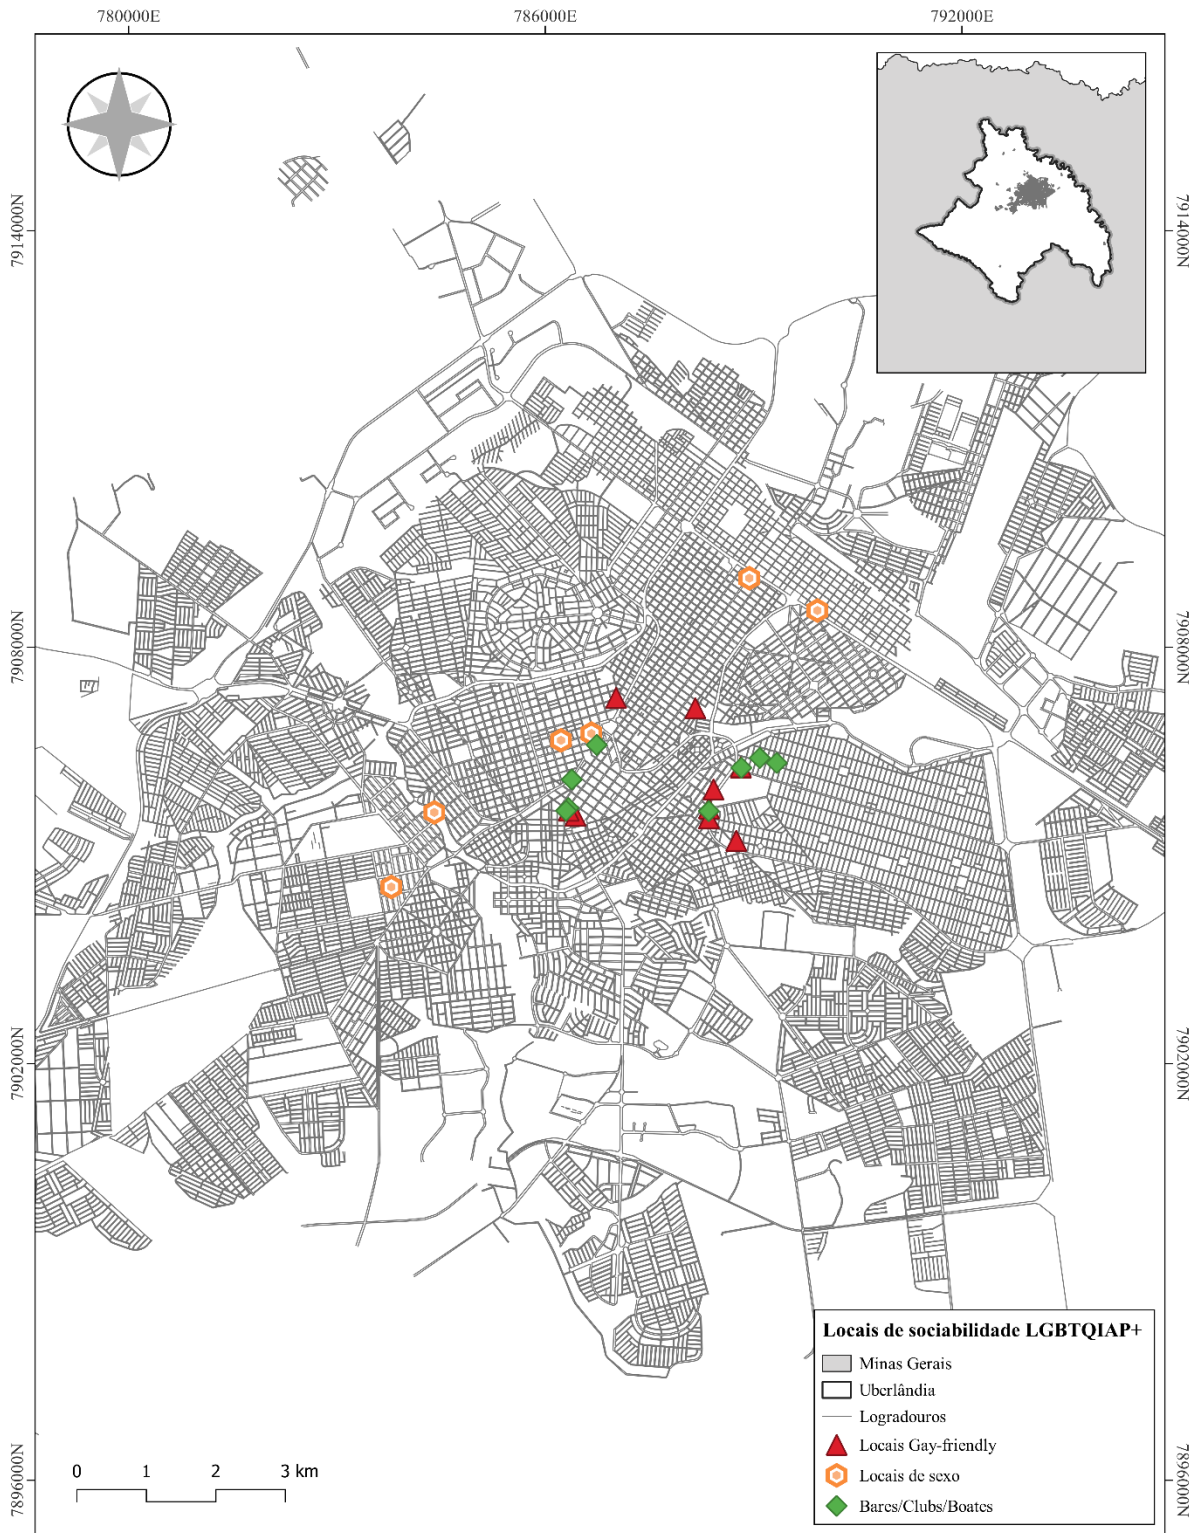 780000E
786000E
792000E
7914000N
7914000N
7908000N
7908000N
7902000N
7902000N
7896000N
7896000N
0 1 2 3 km
Locais de sociabilidade LGBTQIAP+
Minas Gerais
Uberlândia
Logradouros
Locais Gay-friendly
Locais de sexo
Bares/Clubs/Boates